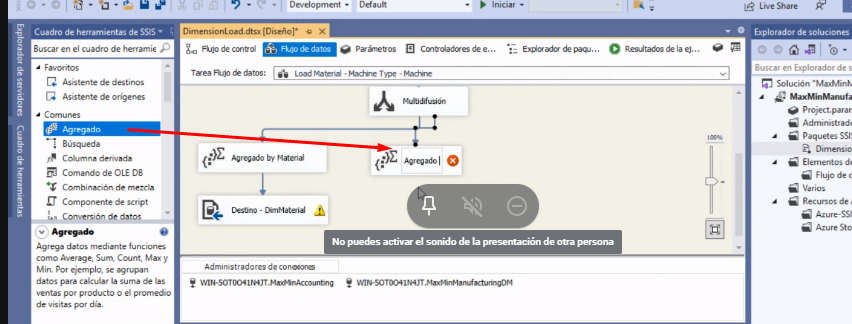 Development
Default
Iniciar
Live Share
Explorador de servidores
Cuadro de herramientas
Cuadro de herramientas de SSIS
Buscar en el cuadro de herramie
Favoritos
Asistente de destinos
Asistente de orígenes
Comunes
Agregado
Búsqueda
Columna derivada
Comando de OLE DB
Combinación de mezcla
Componente de script
Conversión de datos
Agregado
Agrega datos mediante funciones
como Average, Sum, Count, Max y
Min. Por ejemplo, se agrupan
datos para calcular la suma de las
ventas por producto o el promedio
de visitas por día.
DimensionLoad.dtsx [Diseño]*
Flujo de control
Flujo de datos
Parámetros
Controladores de e...
Explorador de paqu...
Resultados de la ej...
Tarea Flujo de datos:
Load Material - Machine Type - Machine
Multidifusión
Agregado by Material
Agregado
Destino - DimMaterial
100%
No puedes activar el sonido de la presentación de otra persona
Administradores de conexiones
WIN-5OT0O41N4JT.MaxMinAccounting
WIN-5OT0O41N4JT.MaxMinManufacturingDM
Explorador de soluciones
Buscar en Explorador de s
Solución "MaxMinM
MaxMinManufa
Project.param
Administrado
Paquetes SSIS
Dimensio
Elementos de
Flujo de c
Varios
Recursos de A
Azure-SSI
Azure Sto